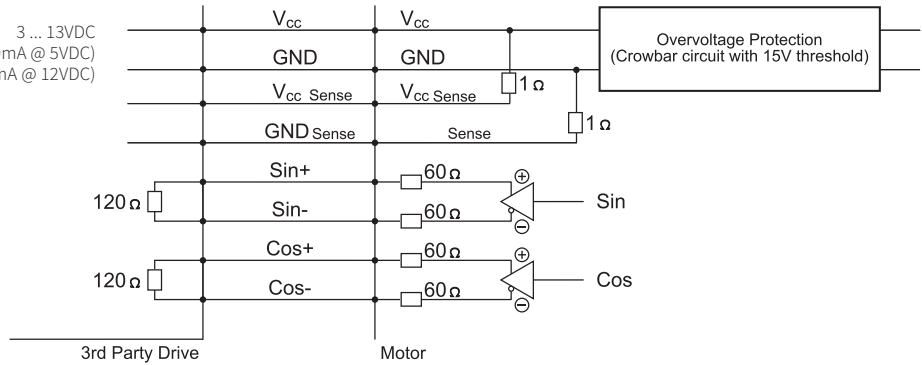 3 ... 13VDC
mA @ 5VDC)
mA @ 12VDC)
Vcc
Vcc
GND
GND
Vcc Sense
Vcc Sense
GND Sense
Sense
1 Ω
1 Ω
Overvoltage Protection
(Crowbar circuit with 15V threshold)
Sin+
60 Ω
120 Ω
Sin
Sin-
60 Ω
Cos+
60 Ω
120 Ω
Cos
Cos-
60 Ω
3rd Party Drive
Motor